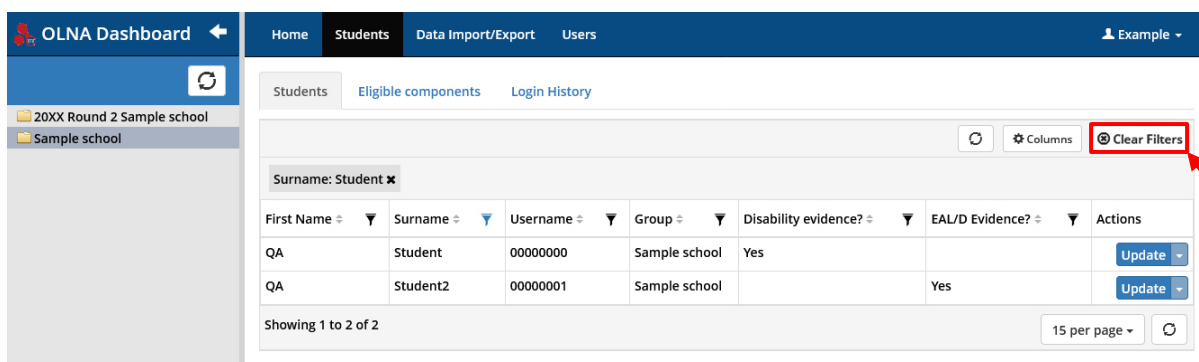 OLNA Dashboard
Home Students Data Import/Export Users
Example
20XX Round 2 Sample school
Sample school
Students Eligible components Login History
Columns Clear Filters
Surname: Student ×
First Name Surname Username Group Disability evidence? EAL/D Evidence? Actions
QA Student 00000000 Sample school Yes Update
QA Student2 00000001 Sample school Yes Update
Showing 1 to 2 of 2
15 per page